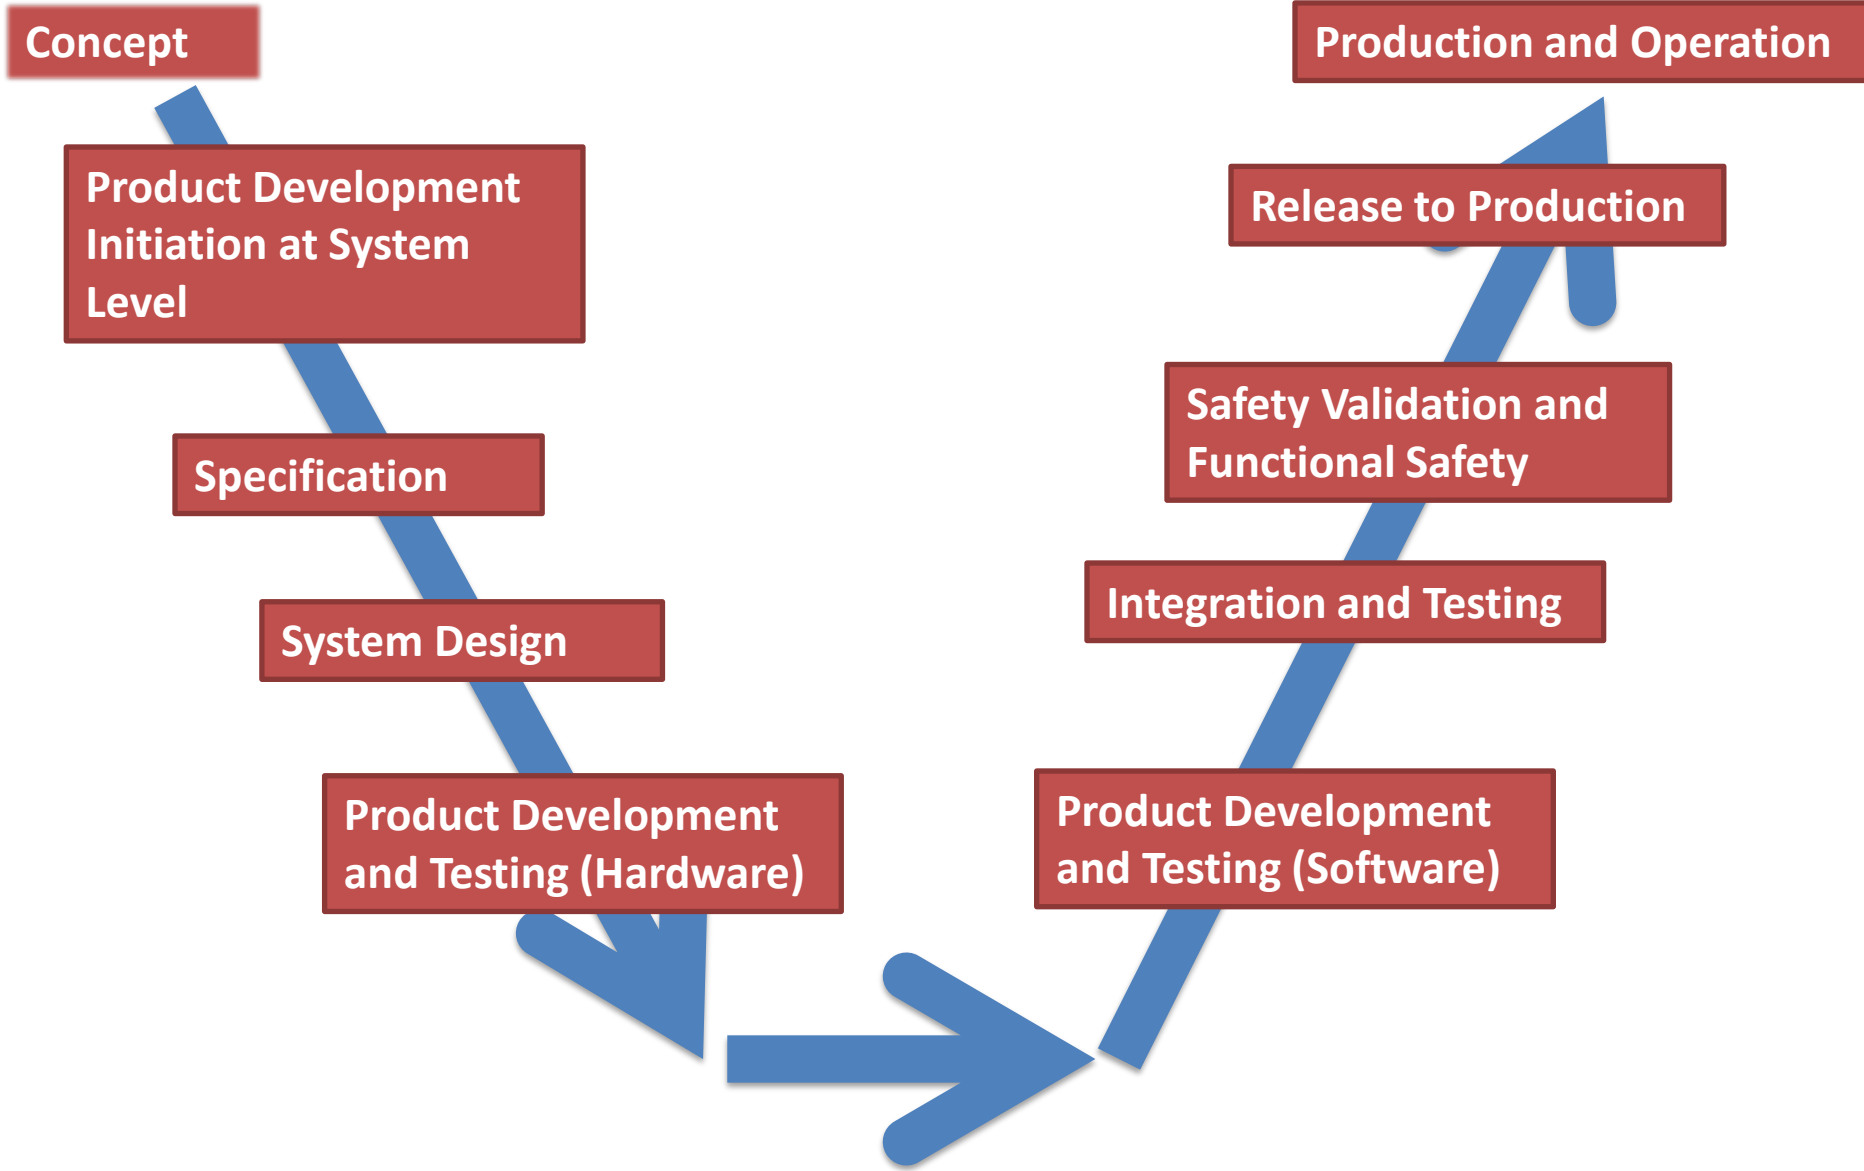 Concept
Product Development
Initiation at System
Level
Specification
System Design
Product Development
and Testing (Hardware)
Product Development
and Testing (Software)
Integration and Testing
Safety Validation and
Functional Safety
Release to Production
Production and Operation